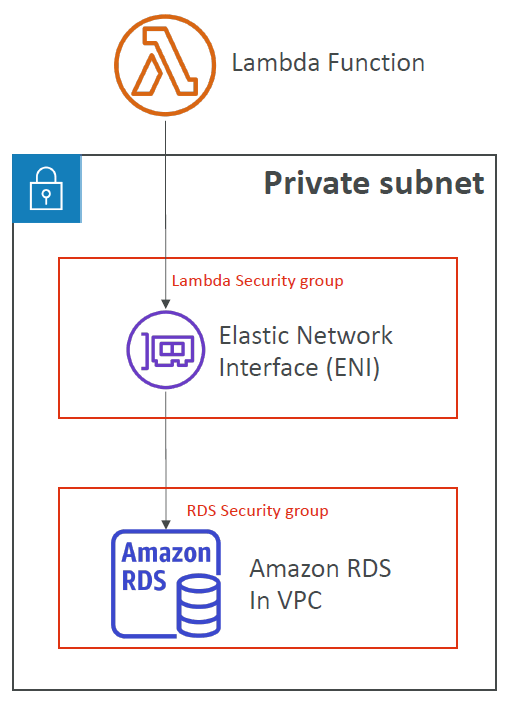 Lambda Function
Private subnet
Lambda Security group
Elastic Network
Interface (ENI)
RDS Security group
Amazon
RDS
Amazon RDS
In VPC